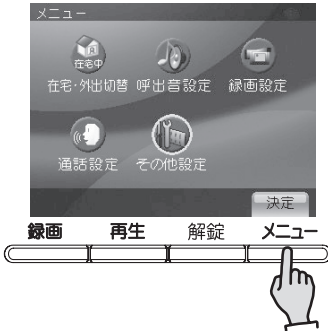 メニュー
在宅中
在宅・外出切替 呼出音設定 録画設定
通話設定 その他設定
決定
録画 再生 解錠 メニュー